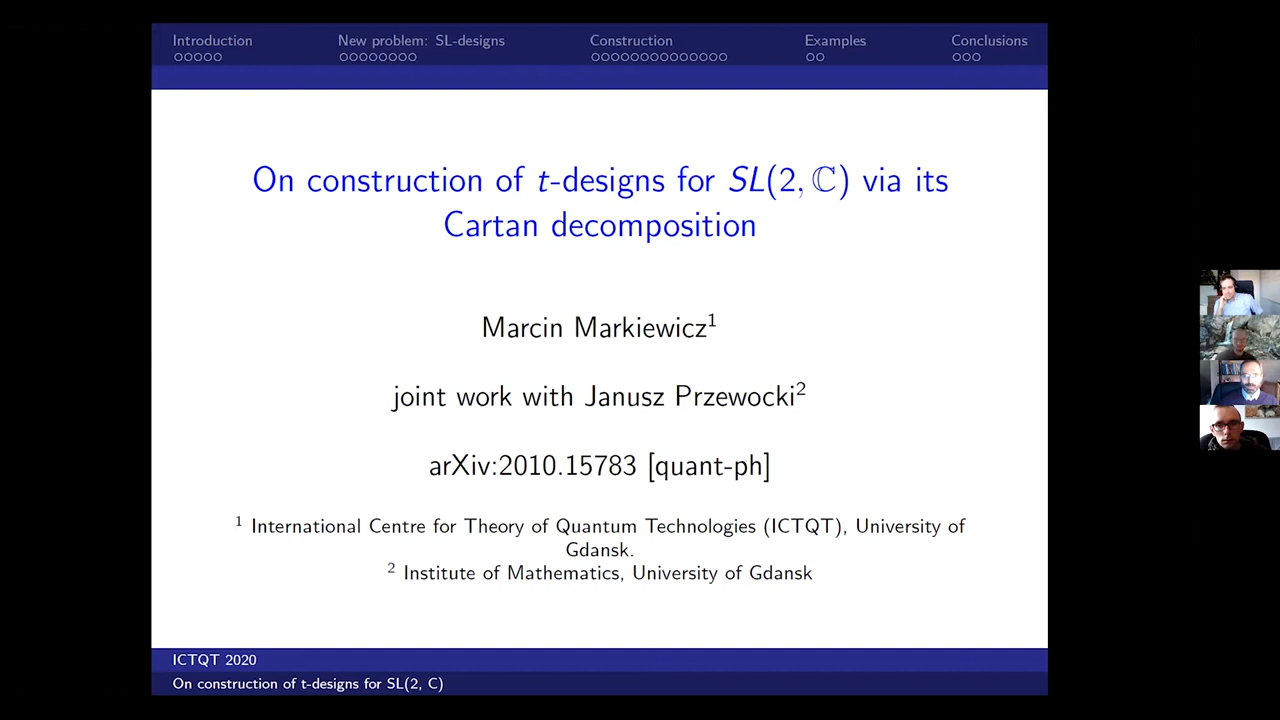 Introduction
New problem: SL-designs
Construction
Examples
Conclusions
On construction of t-designs for SL(2, ℂ) via its
Cartan decomposition
Marcin Markiewicz¹
joint work with Janusz Przewocki²
arXiv:2010.15783 [quant-ph]
¹ International Centre for Theory of Quantum Technologies (ICTQT), University of
Gdansk.
² Institute of Mathematics, University of Gdansk
ICTQT 2020
On construction of t-designs for SL(2, C)